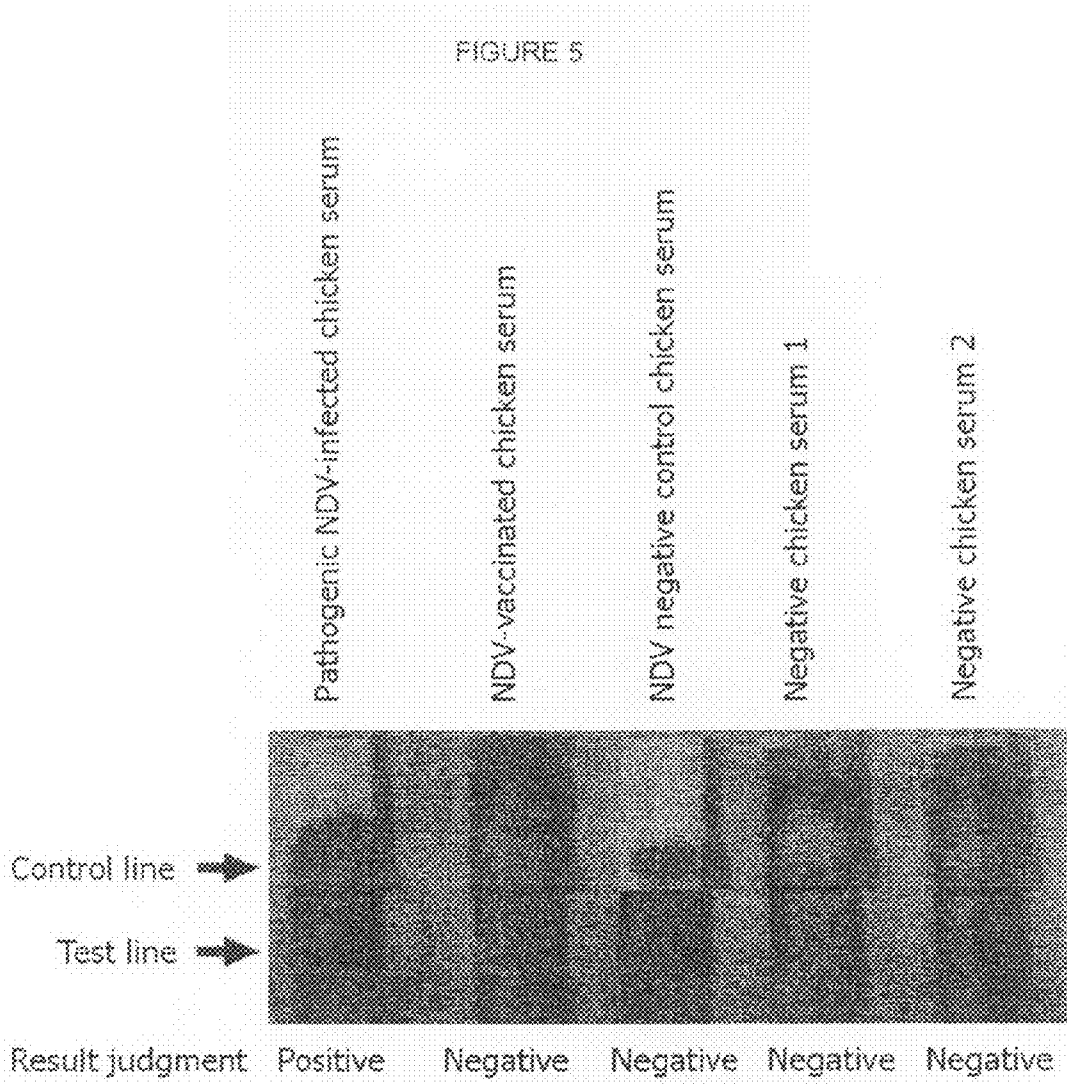 FIGURE 5
Pathogenic NDV-infected chicken serum
NDV-vaccinated chicken serum
NDV negative control chicken serum
Negative chicken serum 1
Negative chicken serum 2
Control line
Test line
Result judgment Positive Negative Negative Negative Negative